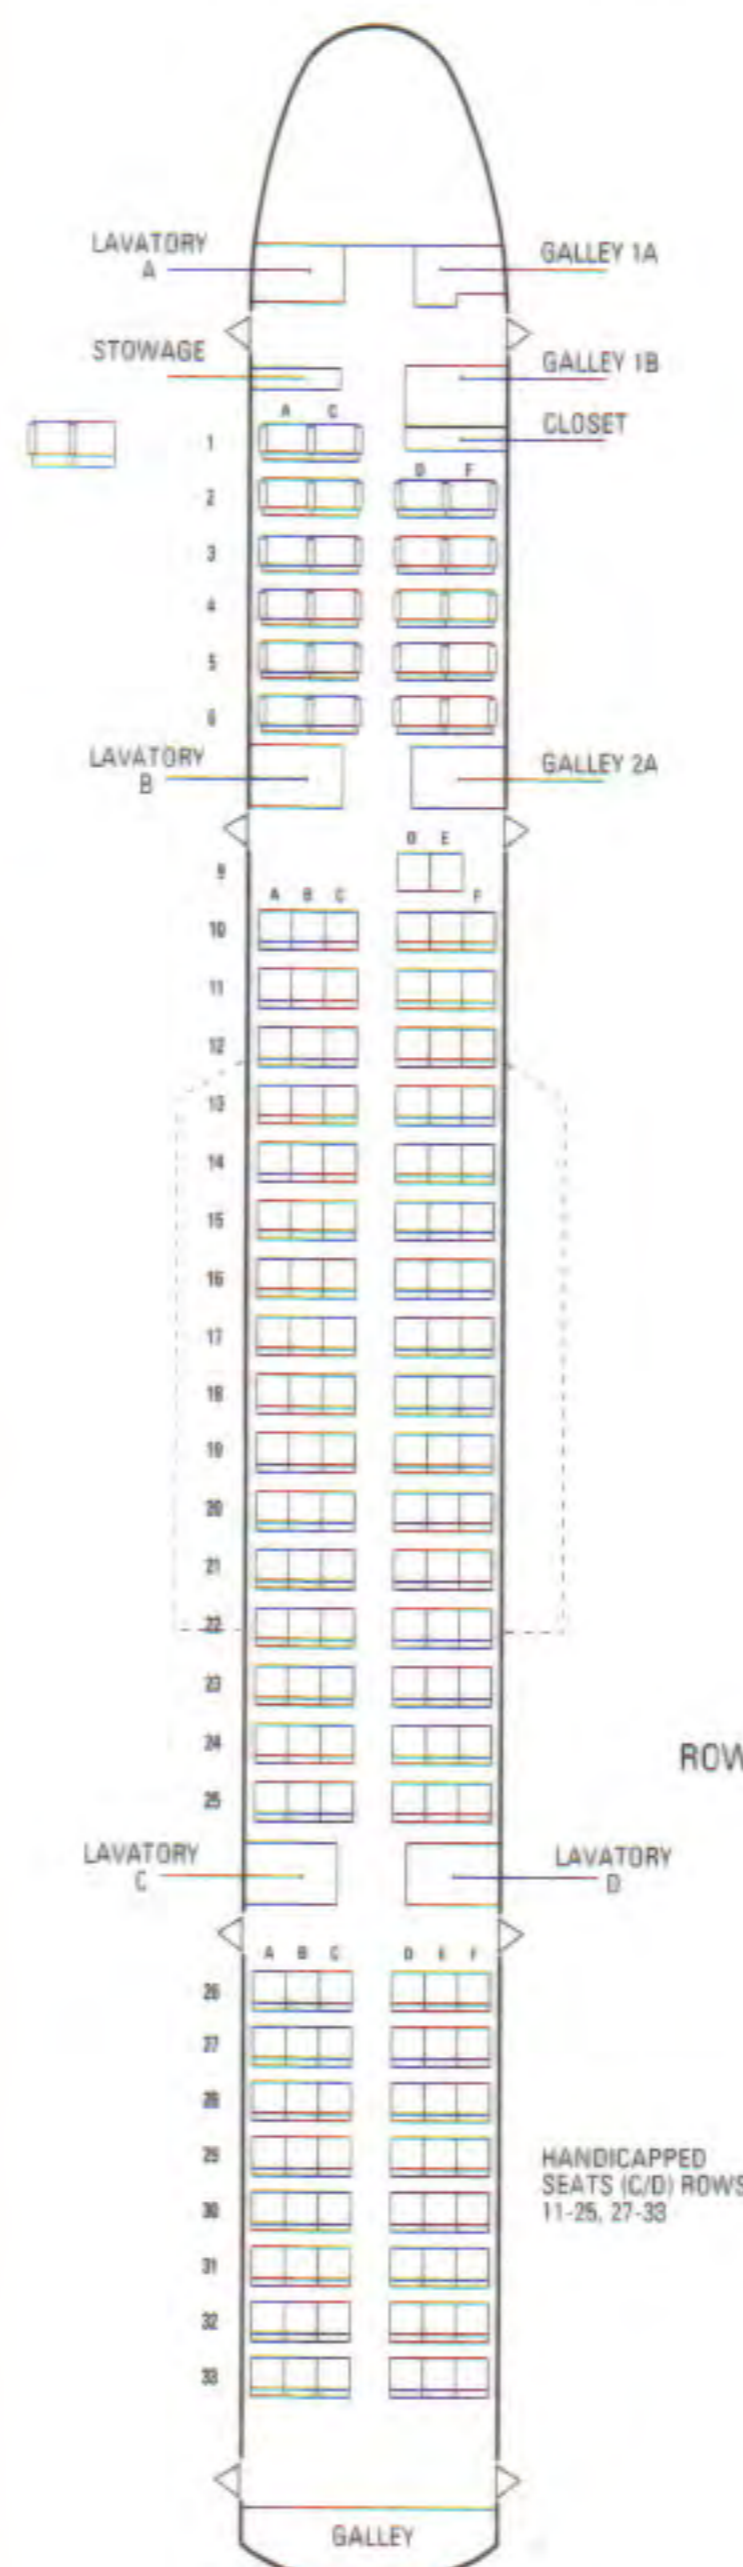 LAVATORY
A
GALLEY 1A
STOWAGE
GALLEY 1B
CLOSET
A C
1
D F
2
3
4
5
6
LAVATORY
B
GALLEY 2A
D E
9
A B C F
10
11
12
13
14
15
16
17
18
19
20
21
22
23
24
25
ROW
LAVATORY
C
LAVATORY
D
A B C D E F
26
27
28
29
30
31
32
33
HANDICAPPED
SEATS (C/D) ROWS
11-25, 27-33
GALLEY